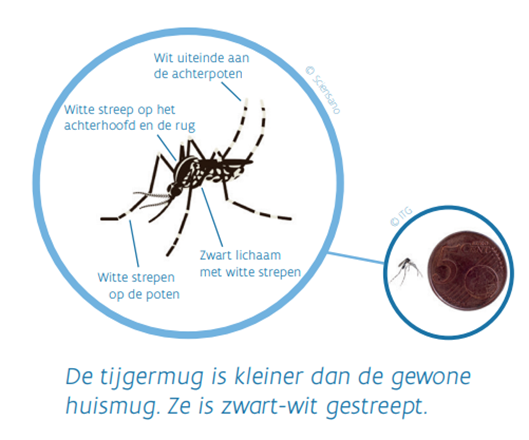 Wit uiteinde aan
de achterpoten
© Sciensano
Witte streep op het
achterhoofd en de rug
© ITG
Zwart lichaam
met witte strepen
Witte strepen
op de poten
De tijgermug is kleiner dan de gewone
huismug. Ze is zwart-wit gestreept.